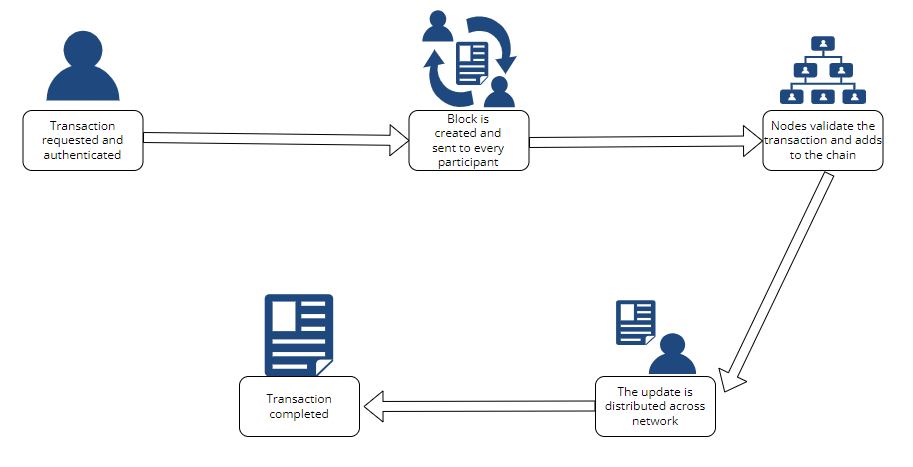 Transaction
requested and
authenticated
Block is
created and
sent to every
participant
Nodes validate the
transaction and adds
to the chain
The update is
distributed across
network
Transaction
completed